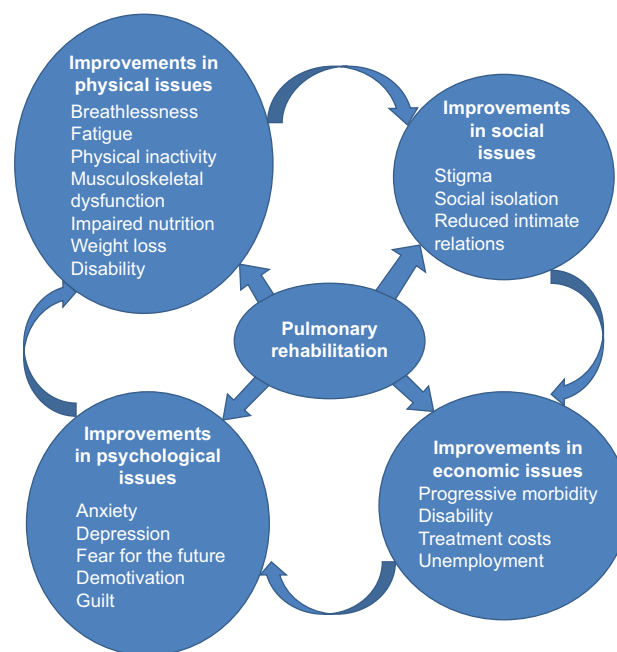 Improvements in
physical issues
Breathlessness
Fatigue
Physical inactivity
Musculoskeletal
dysfunction
Impaired nutrition
Weight loss
Disability
Improvements
in social
issues
Stigma
Social isolation
Reduced intimate
relations
Pulmonary
rehabilitation
Improvements
in psychological
issues
Anxiety
Depression
Fear for the future
Demotivation
Guilt
Improvements in
economic issues
Progressive morbidity
Disability
Treatment costs
Unemployment